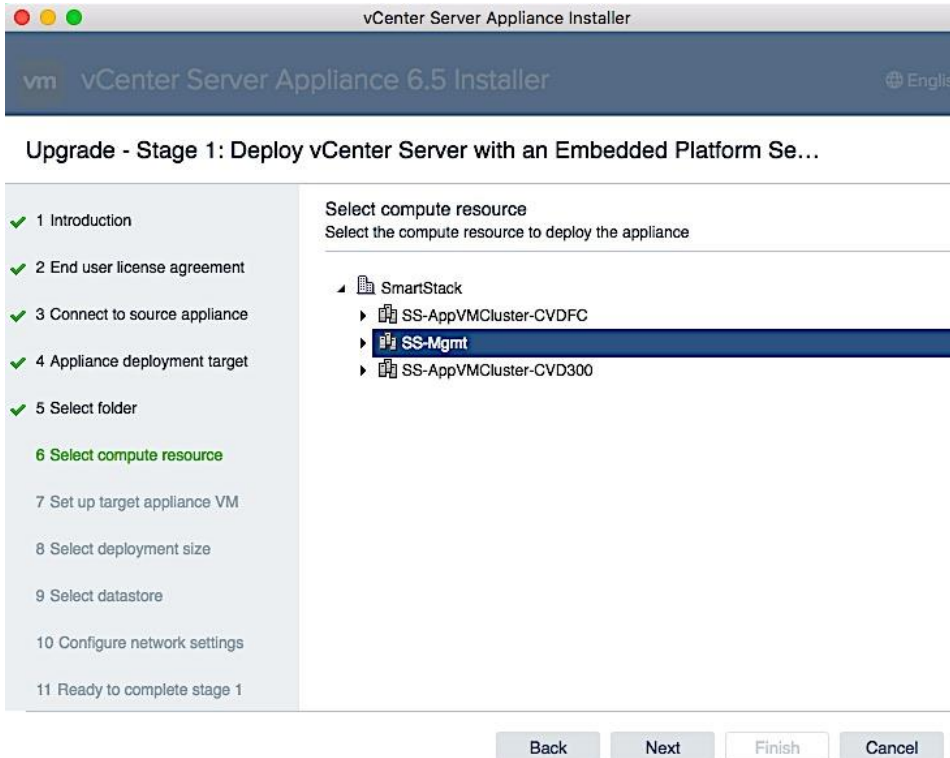 vCenter Server Appliance Installer
vm vCenter Server Appliance 6.5 Installer
Englis
Upgrade - Stage 1: Deploy vCenter Server with an Embedded Platform Se...
1 Introduction
2 End user license agreement
3 Connect to source appliance
4 Appliance deployment target
5 Select folder
6 Select compute resource
7 Set up target appliance VM
8 Select deployment size
9 Select datastore
10 Configure network settings
11 Ready to complete stage 1
Select compute resource
Select the compute resource to deploy the appliance
SmartStack
SS-AppVMCluster-CVDFC
SS-Mgmt
SS-AppVMCluster-CVD300
Back Next Finish Cancel